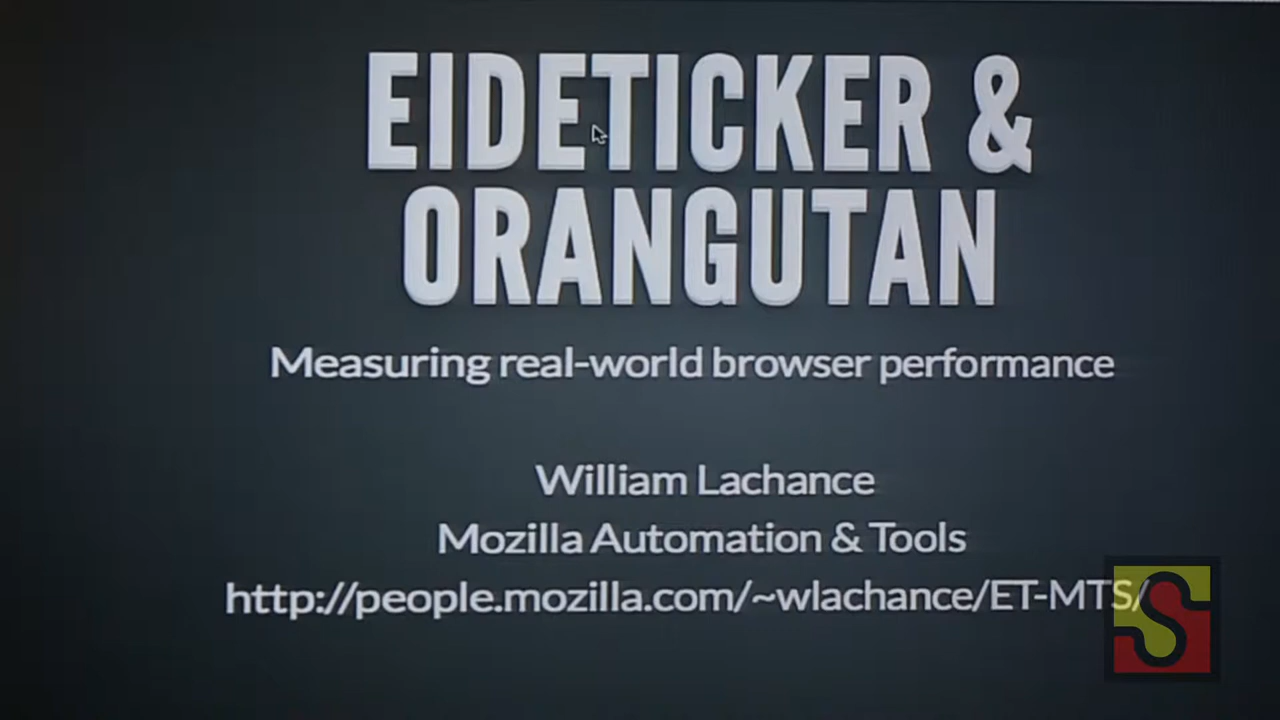 EIDETICKER &
ORANGUTAN
Measuring real-world browser performance
William Lachance
Mozilla Automation & Tools
http://people.mozilla.com/~wlachance/ET-MTS/
S